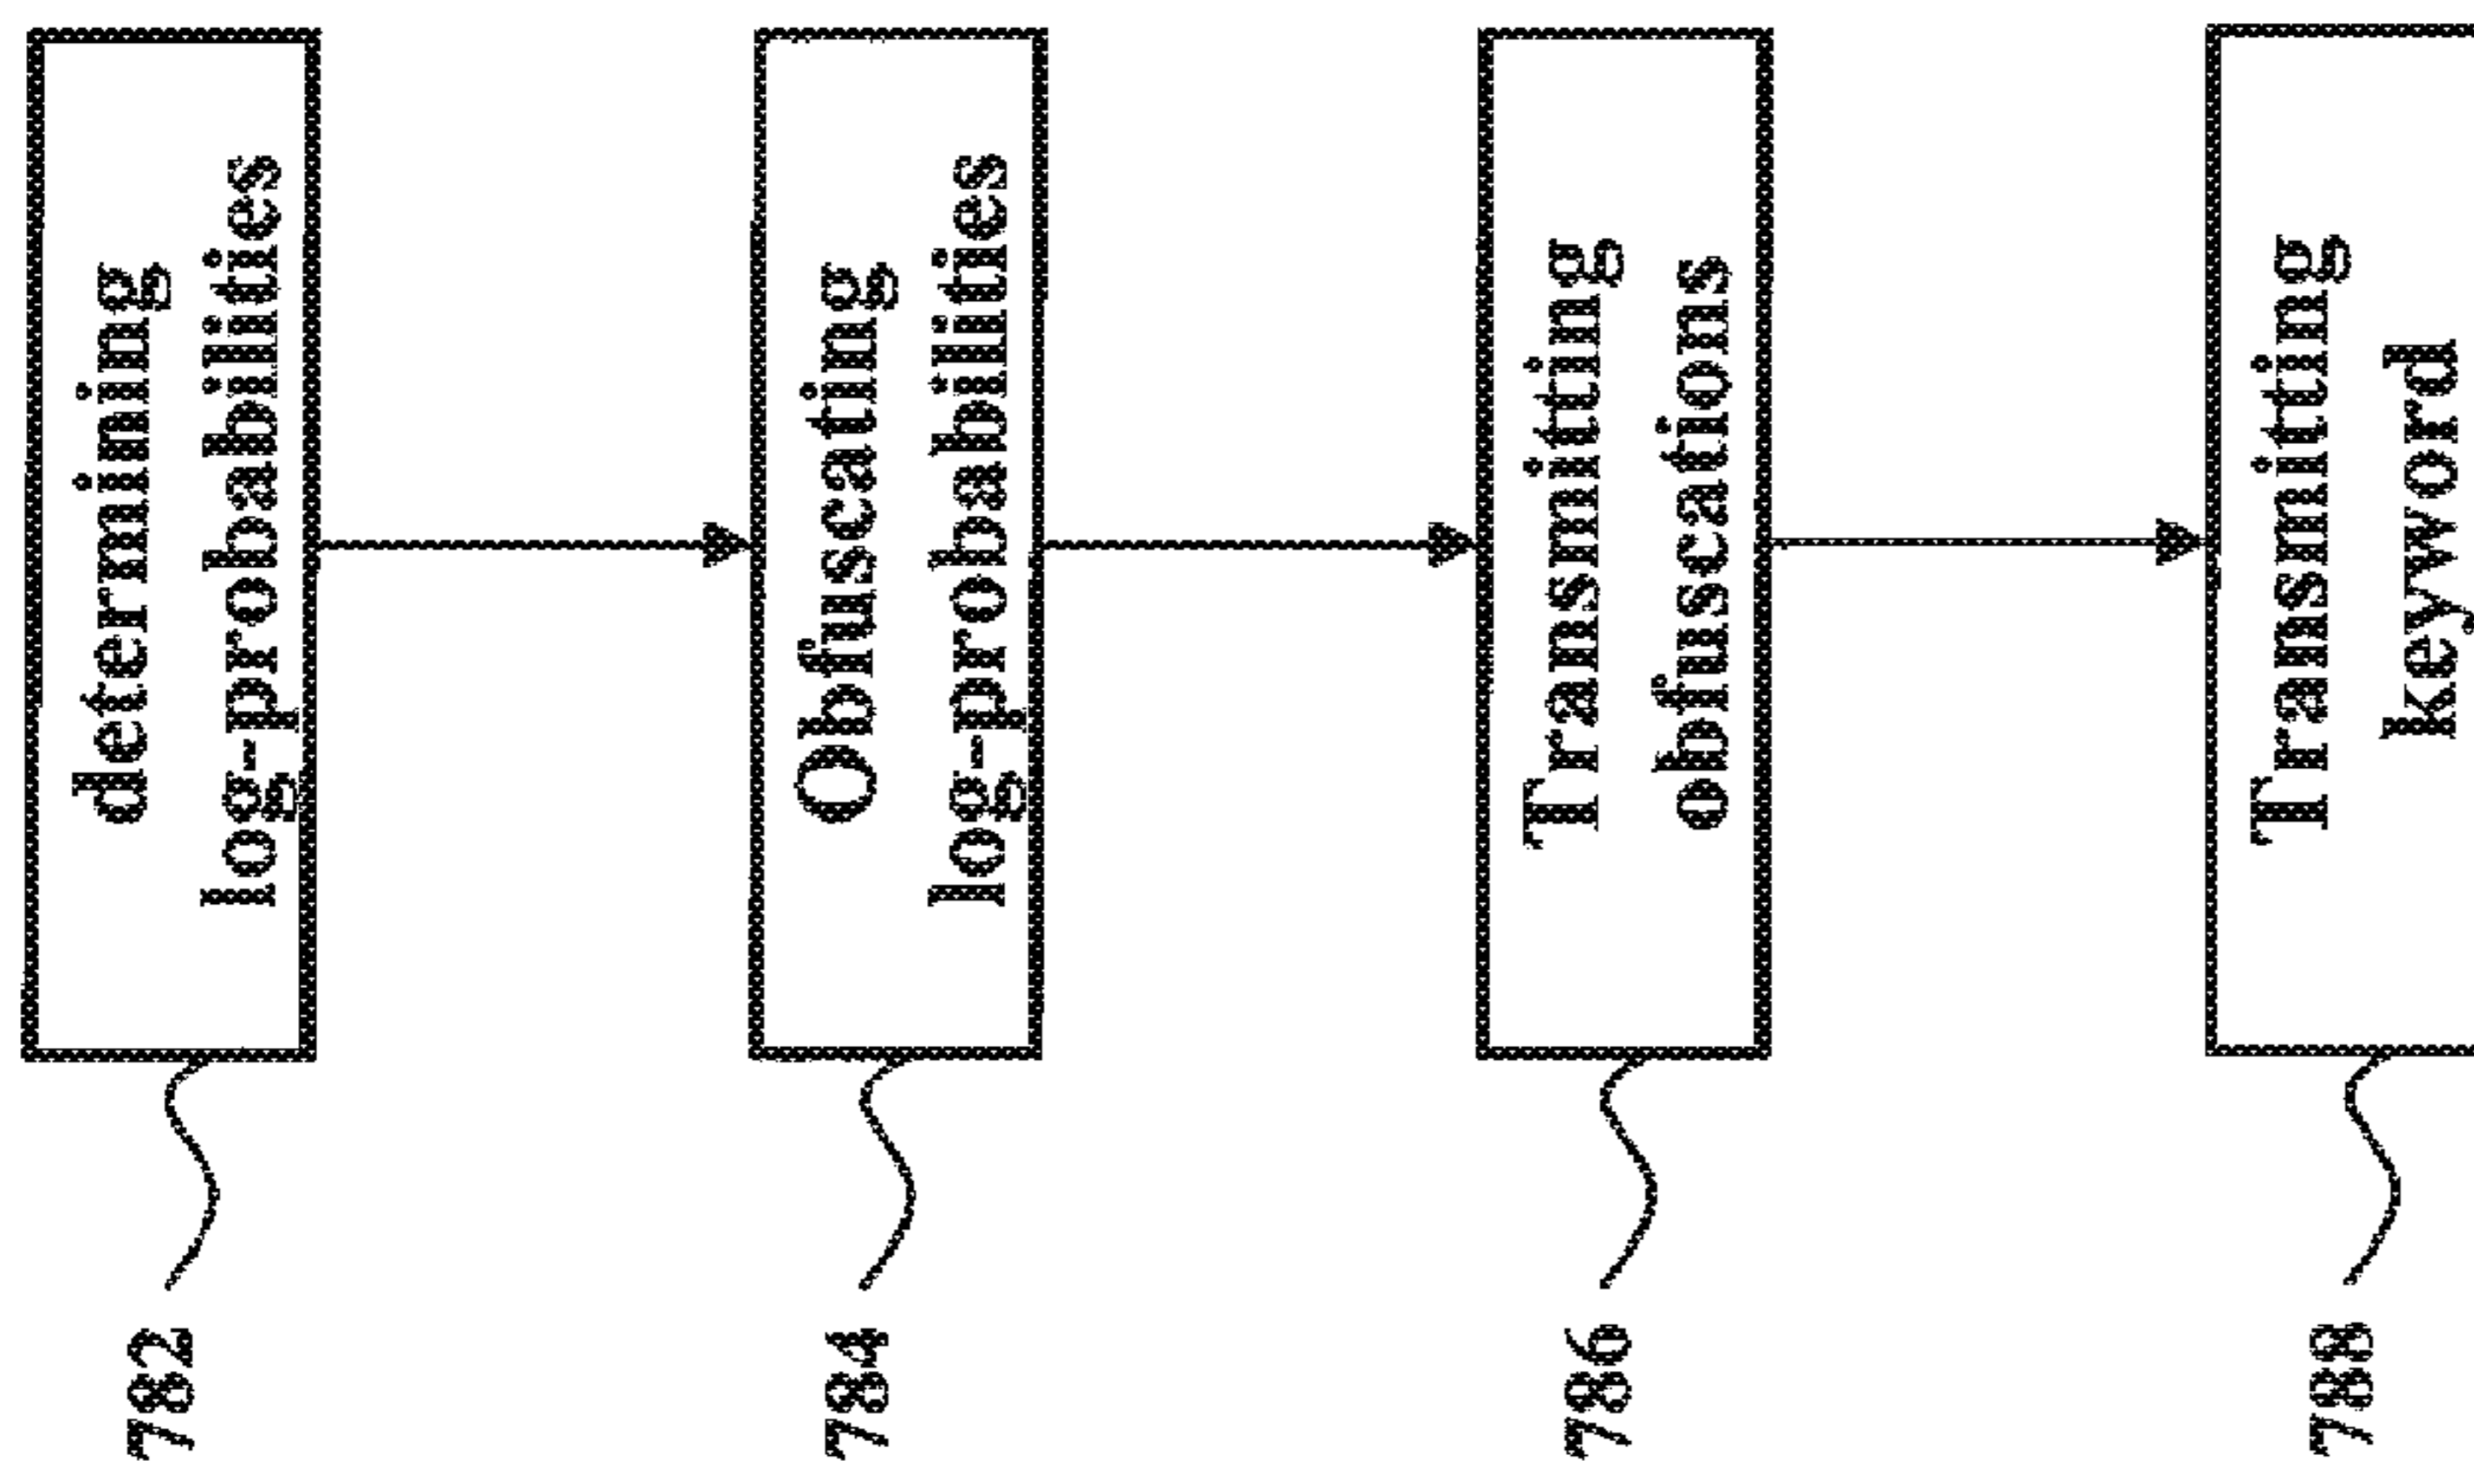 782
determining
log-probabilities
784
Obfuscating
log-probabilities
786
Transmitting
obfuscations
788
Transmitting
keyword